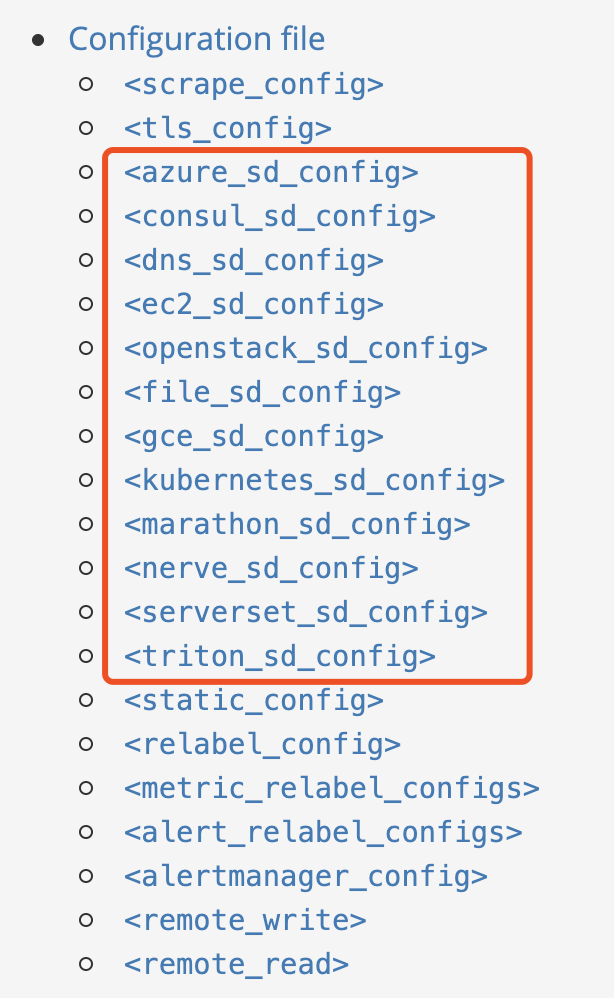 Configuration file
<scrape_config>
<tls_config>
<azure_sd_config>
<consul_sd_config>
<dns_sd_config>
<ec2_sd_config>
<openstack_sd_config>
<file_sd_config>
<gce_sd_config>
<kubernetes_sd_config>
<marathon_sd_config>
<nerve_sd_config>
<serverset_sd_config>
<triton_sd_config>
<static_config>
<relabel_config>
<metric_relabel_configs>
<alert_relabel_configs>
<alertmanager_config>
<remote_write>
<remote_read>